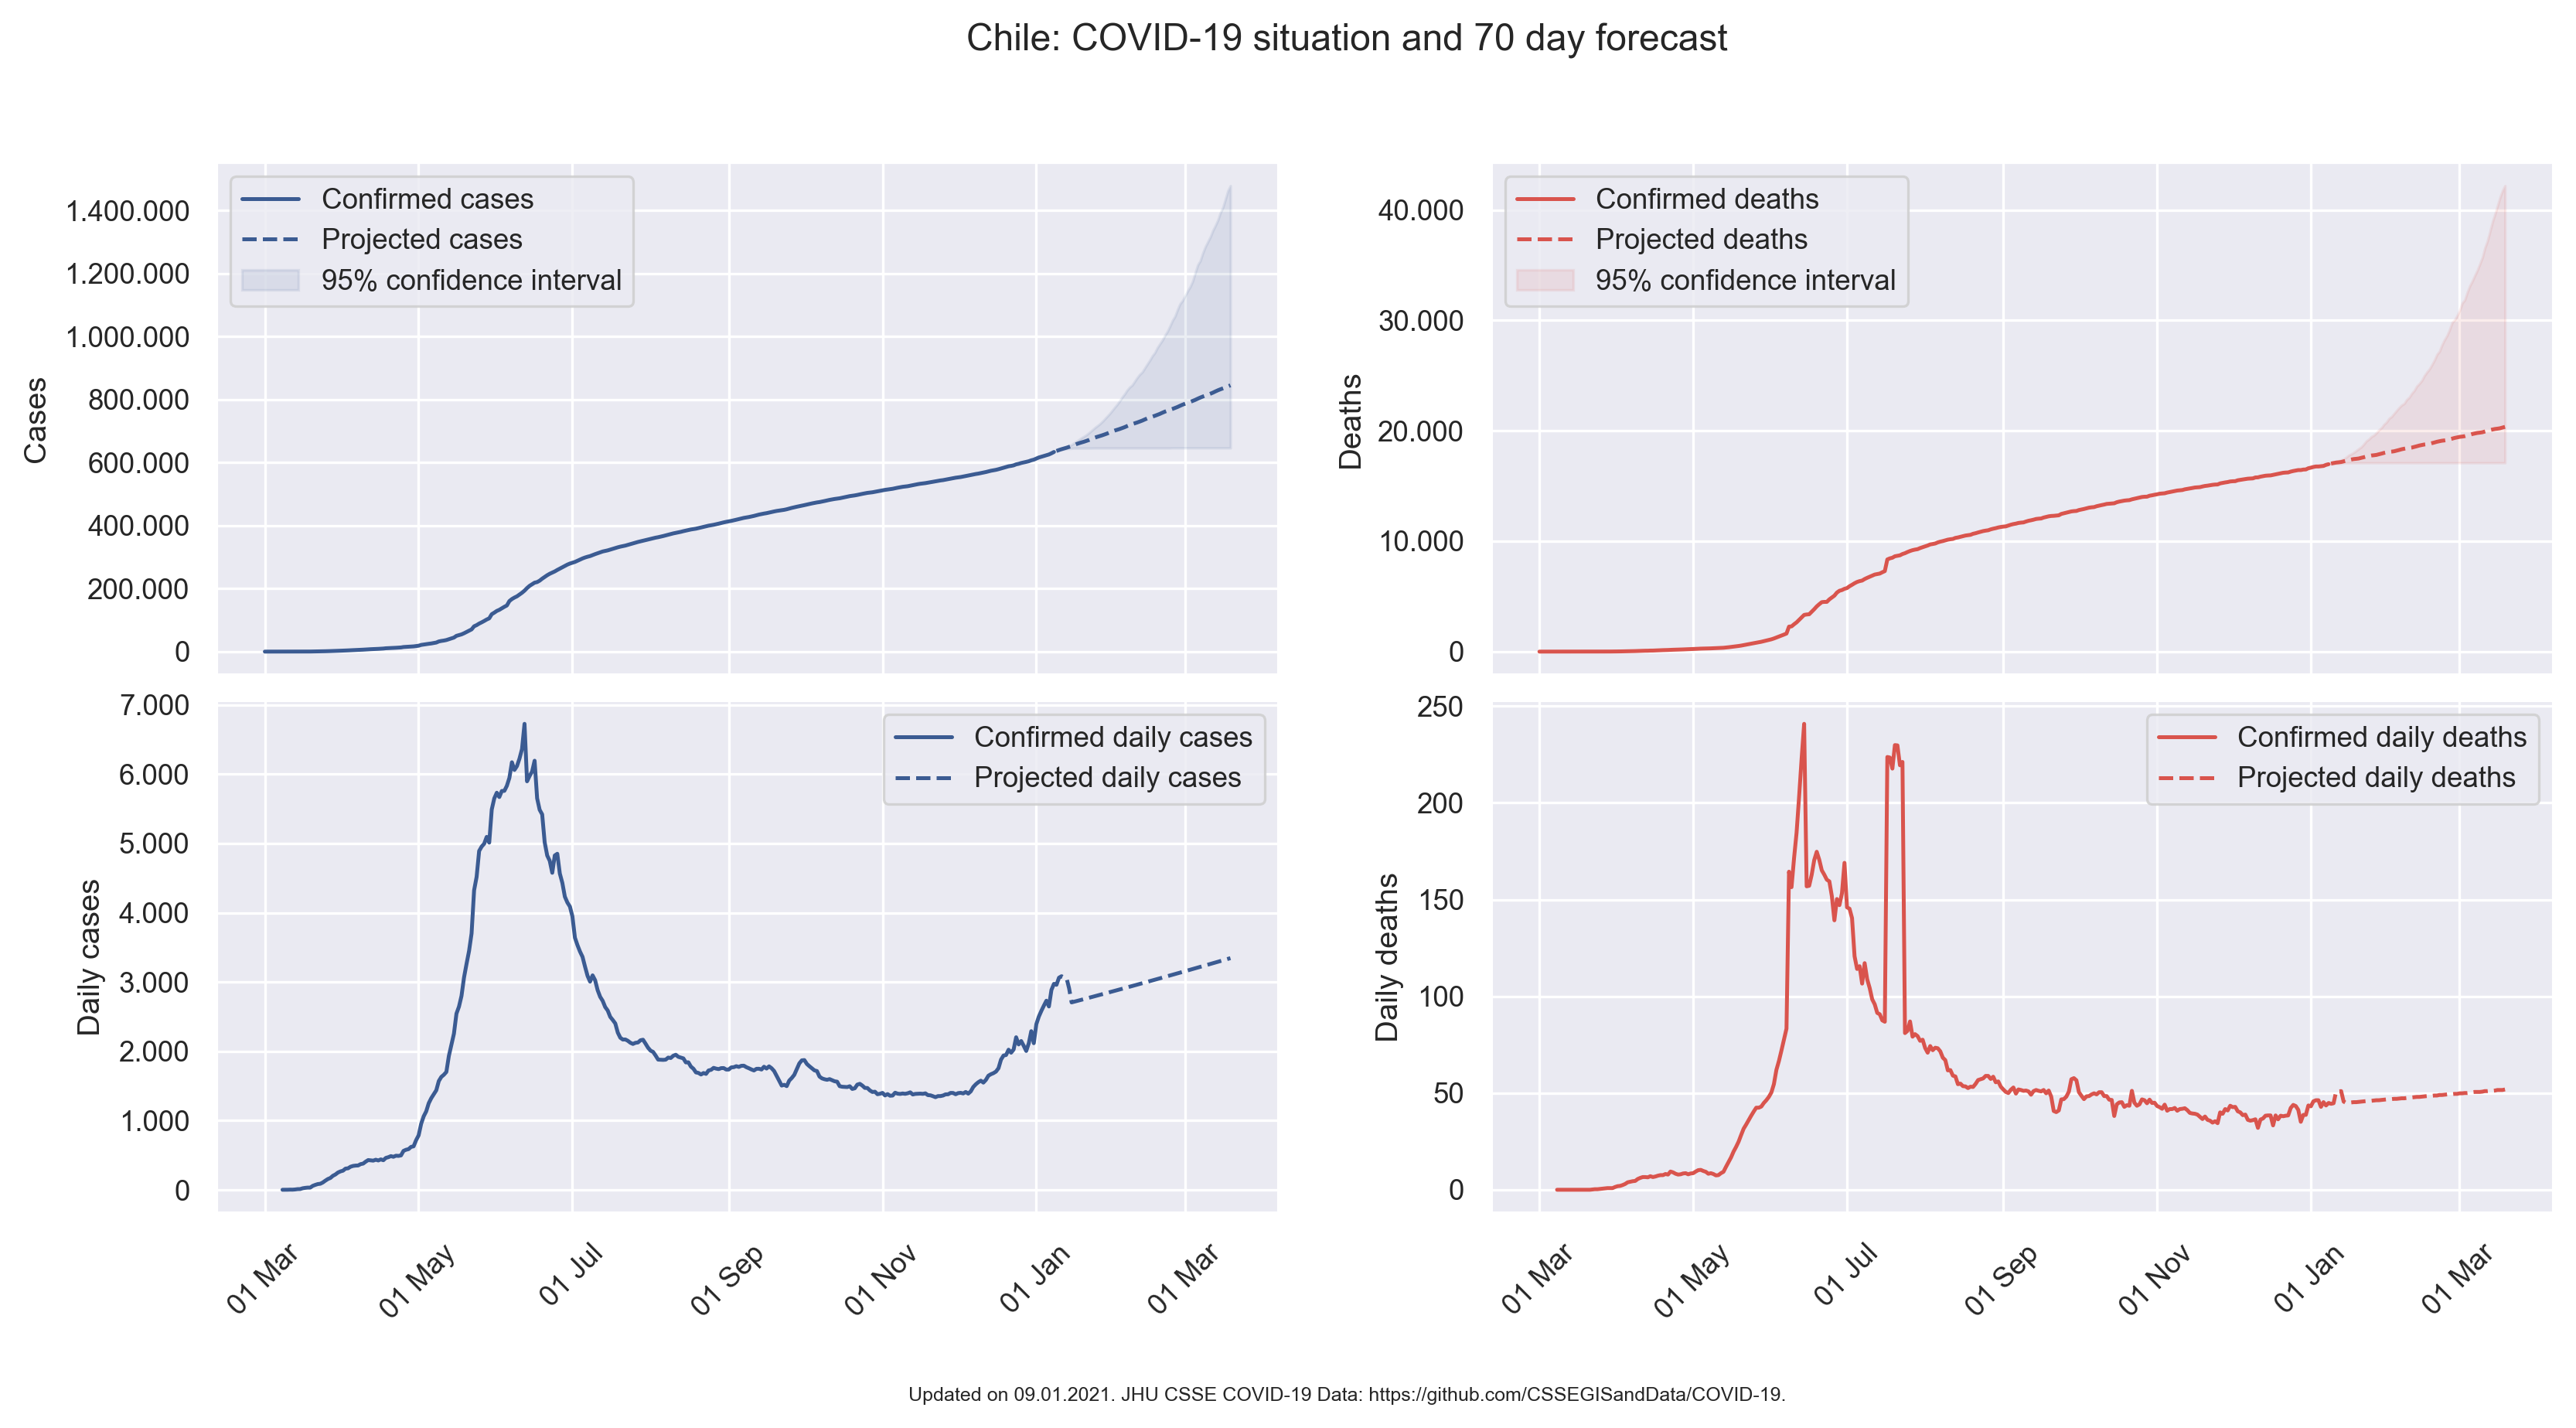 Chile: COVID-19 situation and 70 day forecast
Cases
1.400.000
1.200.000
1.000.000
800.000
600.000
400.000
200.000
0
Confirmed cases
Projected cases
95% confidence interval
Deaths
40.000
30.000
20.000
10.000
0
Confirmed deaths
Projected deaths
95% confidence interval
Daily cases
7.000
6.000
5.000
4.000
3.000
2.000
1.000
0
Confirmed daily cases
Projected daily cases
01 Mar
01 May
01 Jul
01 Sep
01 Nov
01 Jan
01 Mar
Daily deaths
250
200
150
100
50
0
Confirmed daily deaths
Projected daily deaths
01 Mar
01 May
01 Jul
01 Sep
01 Nov
01 Jan
01 Mar
Updated on 09.01.2021. JHU CSSE COVID-19 Data: https://github.com/CSSEGISandData/COVID-19.